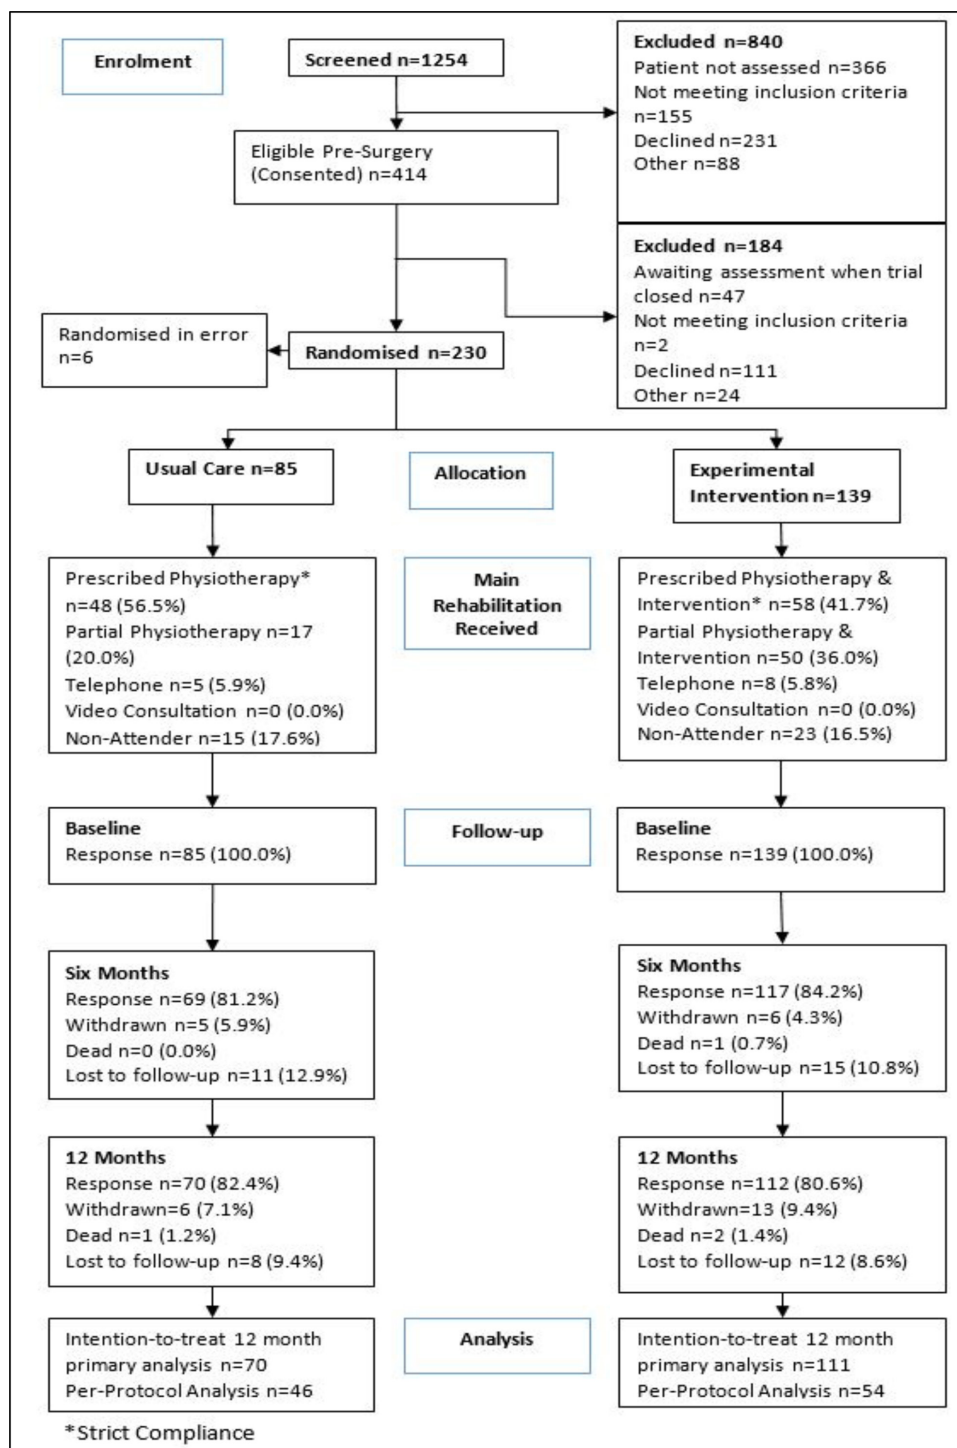 Enrolment
Screened n=1254
Excluded n=840
Patient not assessed n=366
Not meeting inclusion criteria
n=155
Declined n=231
Other n=88
Eligible Pre-Surgery
(Consented) n=414
Excluded n=184
Awaiting assessment when trial
closed n=47
Not meeting inclusion criteria
n=2
Declined n=111
Other n=24
Randomised in error
n=6
Randomised n=230
Usual Care n=85
Allocation
Experimental
Intervention n=139
Prescribed Physiotherapy*
n=48 (56.5%)
Partial Physiotherapy n=17
(20.0%)
Telephone n=5 (5.9%)
Video Consultation n=0 (0.0%)
Non-Attender n=15 (17.6%)
Main
Rehabilitation
Received
Prescribed Physiotherapy &
Intervention* n=58 (41.7%)
Partial Physiotherapy &
Intervention n=50 (36.0%)
Telephone n=8 (5.8%)
Video Consultation n=0 (0.0%)
Non-Attender n=23 (16.5%)
Baseline
Response n=85 (100.0%)
Follow-up
Baseline
Response n=139 (100.0%)
Six Months
Response n=69 (81.2%)
Withdrawn n=5 (5.9%)
Dead n=0 (0.0%)
Lost to follow-up n=11 (12.9%)
Six Months
Response n=117 (84.2%)
Withdrawn n=6 (4.3%)
Dead n=1 (0.7%)
Lost to follow-up n=15 (10.8%)
12 Months
Response n=70 (82.4%)
Withdrawn=6 (7.1%)
Dead n=1 (1.2%)
Lost to follow-up n=8 (9.4%)
12 Months
Response n=112 (80.6%)
Withdrawn=13 (9.4%)
Dead n=2 (1.4%)
Lost to follow-up n=12 (8.6%)
Intention-to-treat 12 month
primary analysis n=70
Per-Protocol Analysis n=46
Analysis
Intention-to-treat 12 month
primary analysis n=111
Per-Protocol Analysis n=54
*Strict Compliance